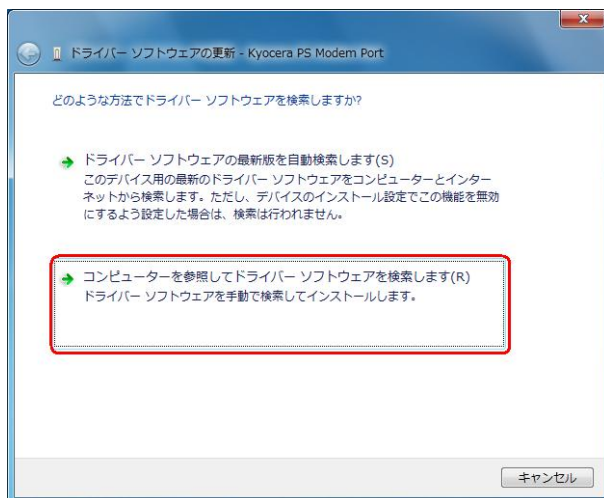 ドライバー ソフトウェアの更新 - Kyocera PS Modem Port
どのような方法でドライバー ソフトウェアを検索しますか?
ドライバー ソフトウェアの最新版を自動検索します(S)
このデバイス用の最新のドライバー ソフトウェアをコンピューターとインター
ネットから検索します。ただし、デバイスのインストール設定でこの機能を無効
にするよう設定した場合は、検索は行われません。
コンピューターを参照してドライバー ソフトウェアを検索します(R)
ドライバー ソフトウェアを手動で検索してインストールします。
キャンセル